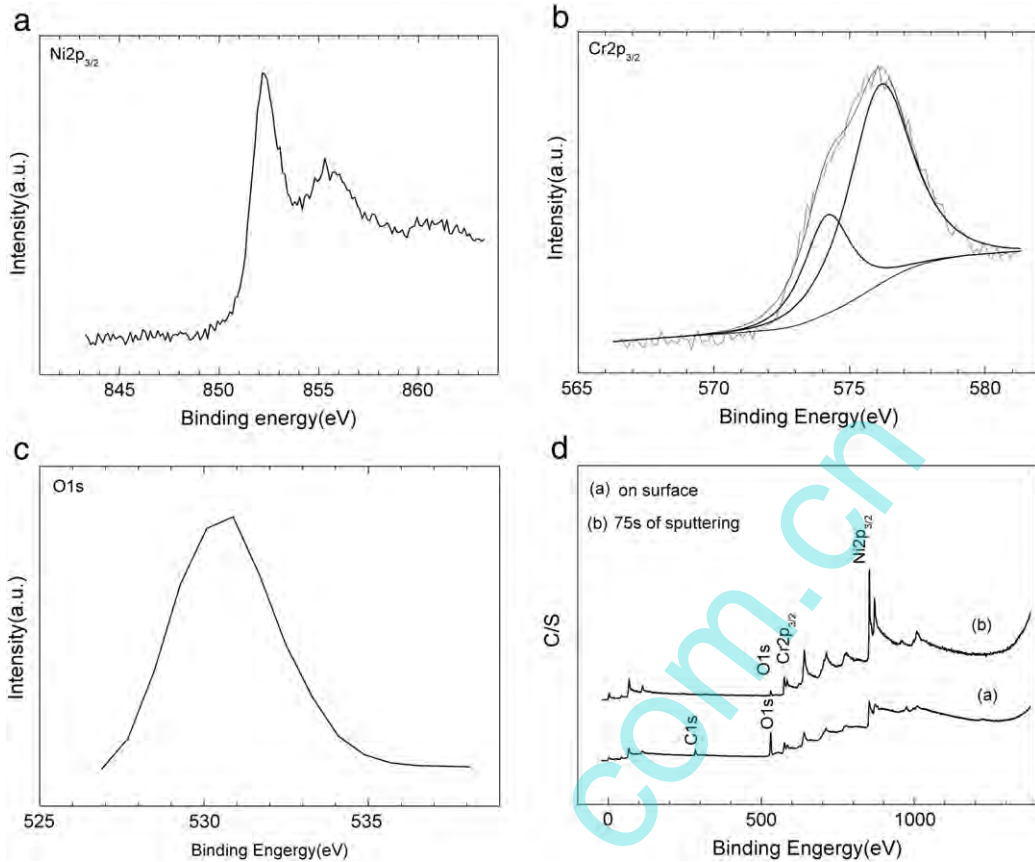 a
Ni2p3/2
Intensity(a.u.)
845 850 855 860
Binding energy(eV)
b
Cr2p3/2
Intensity(a.u.)
565 570 575 580
Binding Energy(eV)
c
O1s
Intensity(a.u.)
525 530 535
Binding Engergy(eV)
d
(a) on surface
(b) 75s of sputtering
C/S
Ni2p3/2
Cr2p3/2
O1s
(b)
C1s
O1s
(a)
0 500 1000
Binding Energy(eV)
com.cn